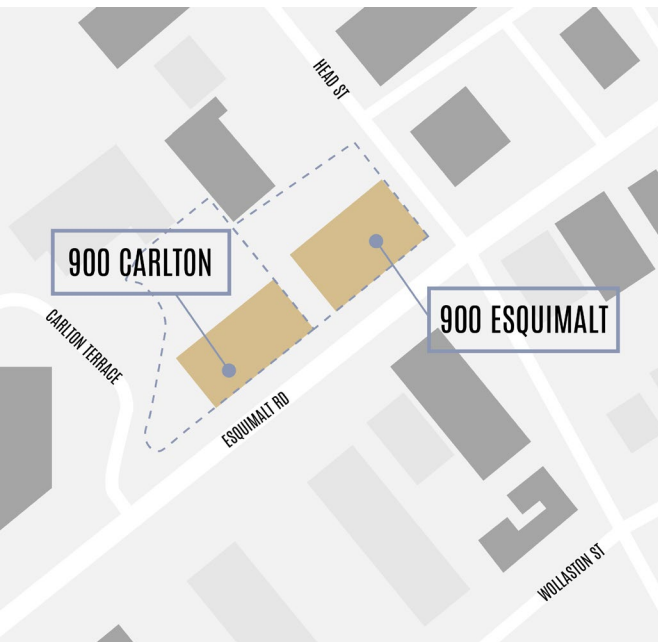 HEAD ST
900 CARLTON
900 ESQUIMALT
CARLTON TERRACE
ESQUIMALT RD
WOLLASTON ST